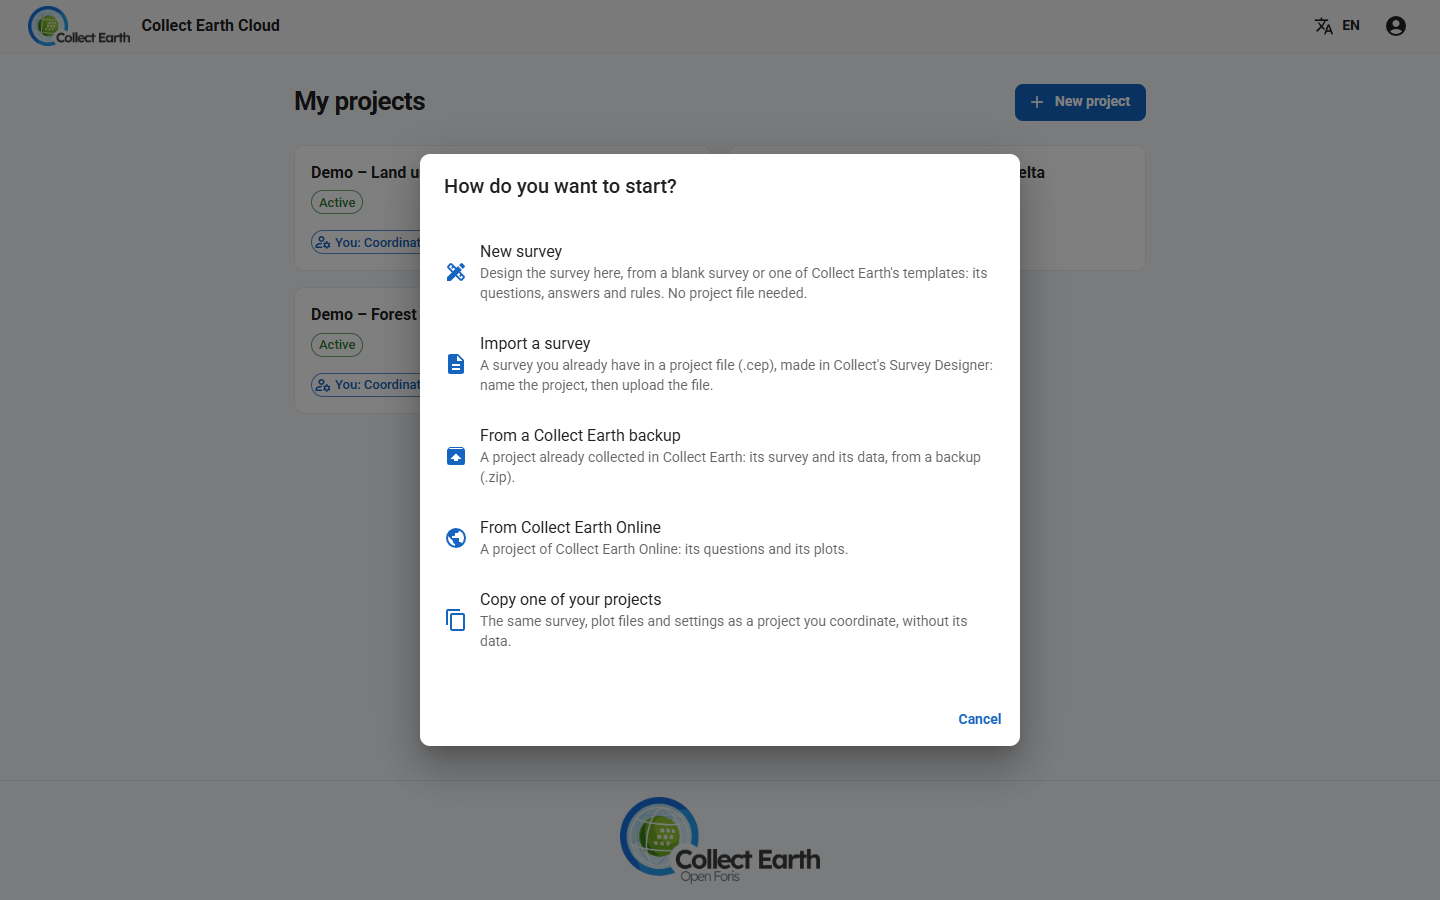 Collect Earth
Collect Earth Cloud
EN
My projects
New project
Demo – Land u
elta
Active
You: Coordinat
Demo – Forest
Active
You: Coordinat
How do you want to start?
New survey
Design the survey here, from a blank survey or one of Collect Earth's templates: its
questions, answers and rules. No project file needed.
Import a survey
A survey you already have in a project file (.cep), made in Collect's Survey Designer:
name the project, then upload the file.
From a Collect Earth backup
A project already collected in Collect Earth: its survey and its data, from a backup
(.zip).
From Collect Earth Online
A project of Collect Earth Online: its questions and its plots.
Copy one of your projects
The same survey, plot files and settings as a project you coordinate, without its
data.
Cancel
Collect Earth
Open Foris